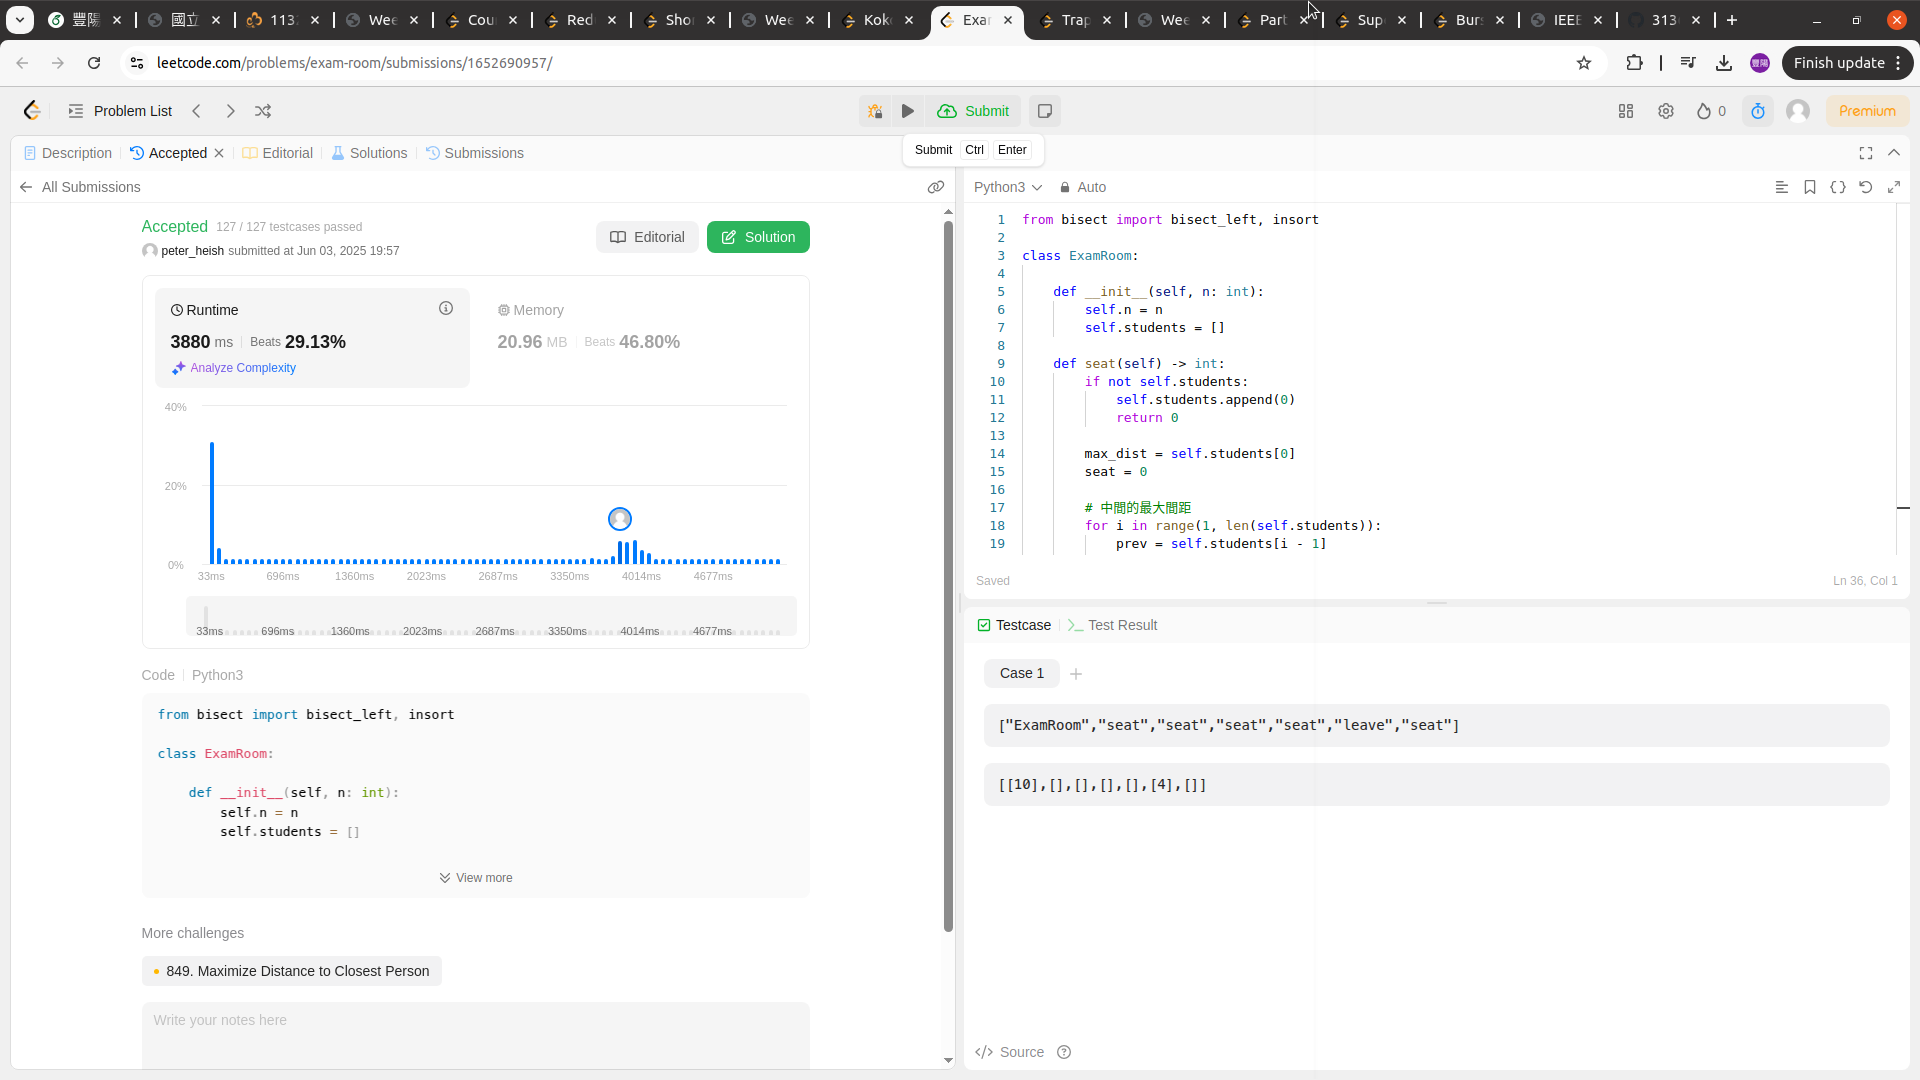 豐陽
國立
113
Wee
Cou
Red
Sho
Wee
Kok
Exar
Trap
Wee
Part
Sup
Burs
IEEE
313
leetcode.com/problems/exam-room/submissions/1652690957/
豐陽
Finish update
Problem List
Submit
0
Premium
Description
Accepted
Editorial
Solutions
Submissions
Submit Ctrl Enter
All Submissions
Accepted 127 / 127 testcases passed
peter_heish submitted at Jun 03, 2025 19:57
Editorial
Solution
Runtime
3880 ms Beats 29.13%
Analyze Complexity
Memory
20.96 MB Beats 46.80%
40%
20%
0%
33ms 696ms 1360ms 2023ms 2687ms 3350ms 4014ms 4677ms
33ms 696ms 1360ms 2023ms 2687ms 3350ms 4014ms 4677ms
Code Python3
from bisect import bisect_left, insort
class ExamRoom:
def __init__(self, n: int):
self.n = n
self.students = []
View more
More challenges
849. Maximize Distance to Closest Person
Write your notes here
Python3 Auto
1 from bisect import bisect_left, insort
2
3 class ExamRoom:
4
5 def __init__(self, n: int):
6 self.n = n
7 self.students = []
8
9 def seat(self) -> int:
10 if not self.students:
11 self.students.append(0)
12 return 0
13
14 max_dist = self.students[0]
15 seat = 0
16
17 # 中間的最大間距
18 for i in range(1, len(self.students)):
19 prev = self.students[i - 1]
Saved
Ln 36, Col 1
Testcase
Test Result
Case 1
["ExamRoom","seat","seat","seat","seat","leave","seat"]
[[10],[],[],[],[],[4],[]]
Source